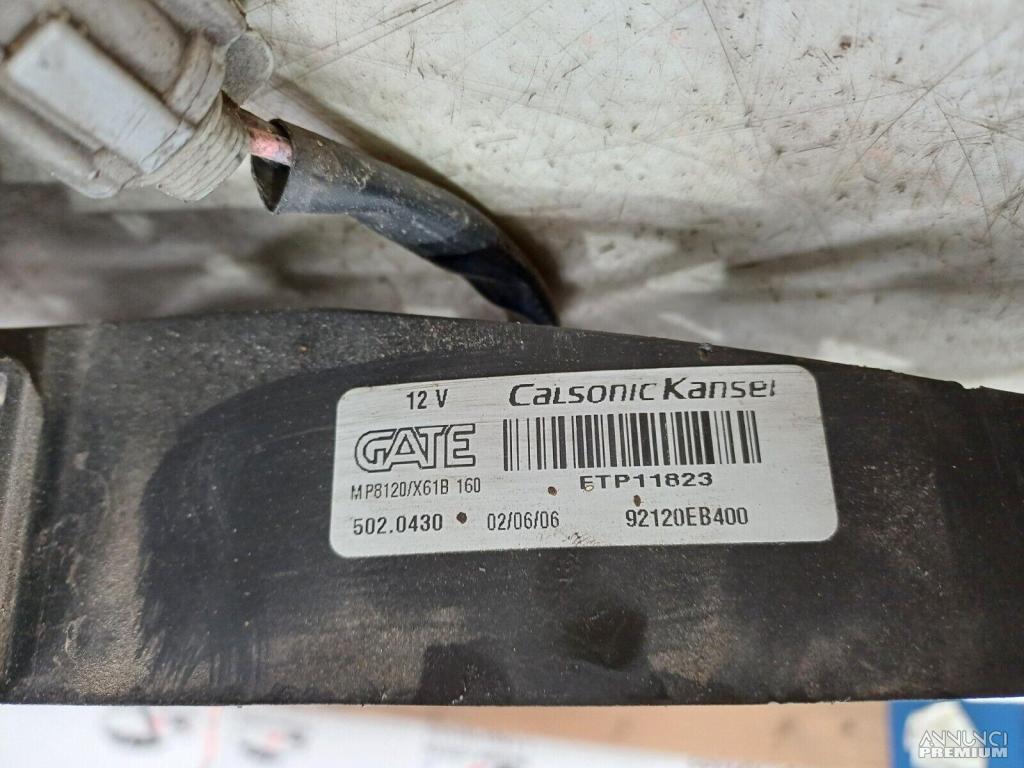 12 V CALSONIC KANSEI
GATE
ETP11823
MP8120/X61B 160
502.0430 02/06/06 92120EB400
ANNUNCI
PREMIUM